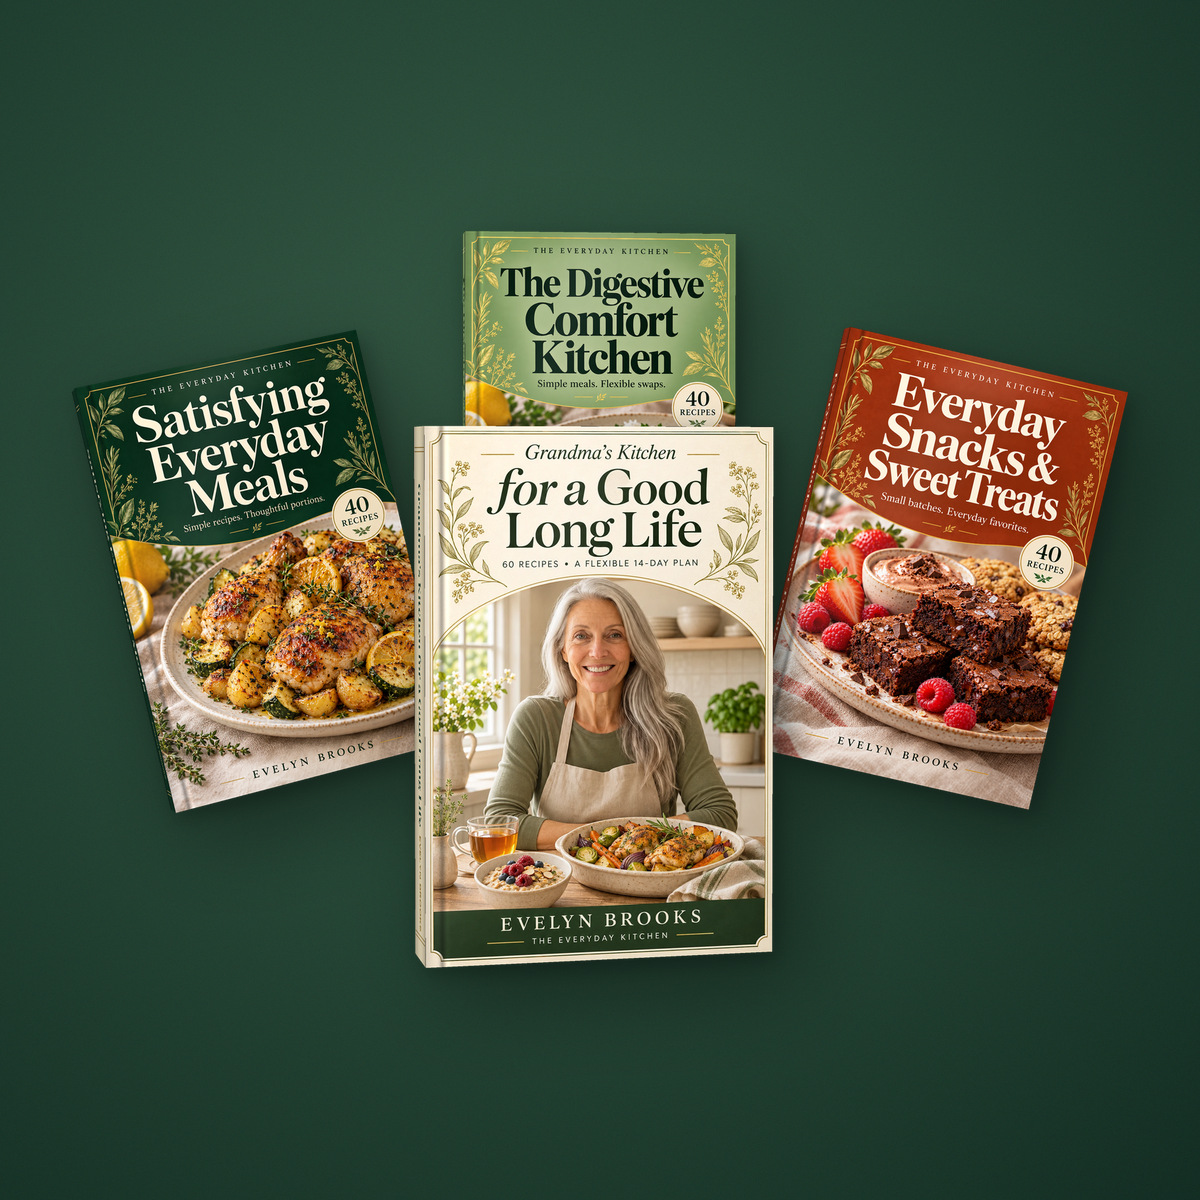 THE EVERYDAY KITCHEN
The Digestive
Comfort
Kitchen
Simple meals. Flexible swaps.
40
RECIPES
THE EVERYDAY KITCHEN
Satisfying
Everyday
Meals
Simple recipes. Thoughtful portions.
40
RECIPES
EVELYN BROOKS
Grandma's Kitchen
for a Good
Long Life
60 RECIPES • A FLEXIBLE 14-DAY PLAN
EVELYN BROOKS
THE EVERYDAY KITCHEN
THE EVERYDAY KITCHEN
Everyday
Snacks &
Sweet Treats
Small batches. Everyday favorites.
40
RECIPES
EVELYN BROOKS